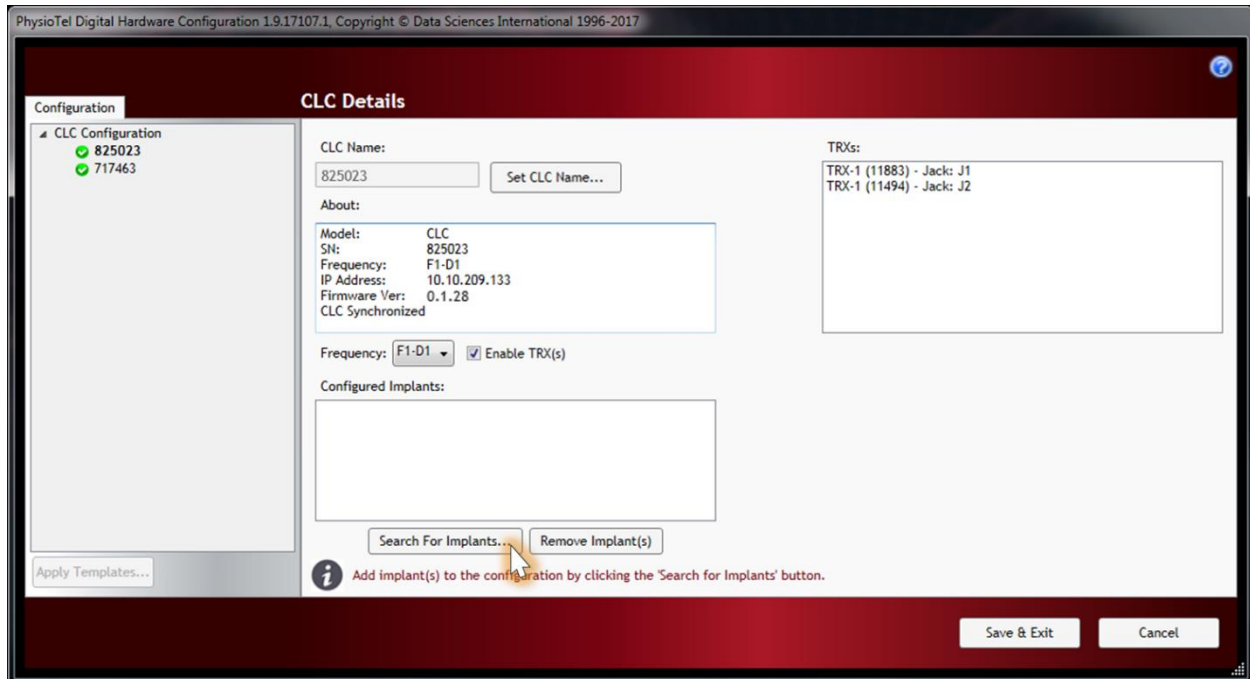 PhysioTel Digital Hardware Configuration 1.9.17107.1, Copyright © Data Sciences International 1996-2017
Configuration
CLC Configuration
825023
717463
Apply Templates...
CLC Details
CLC Name:
825023
Set CLC Name...
About:
Model: CLC
SN: 825023
Frequency: F1-D1
IP Address: 10.10.209.133
Firmware Ver: 0.1.28
CLC Synchronized
Frequency: F1-D1 Enable TRX(s)
Configured Implants:
Search For Implants... Remove Implant(s)
Add implant(s) to the configuration by clicking the 'Search for Implants' button.
TRXs:
TRX-1 (11883) - Jack: J1
TRX-1 (11494) - Jack: J2
Save & Exit Cancel